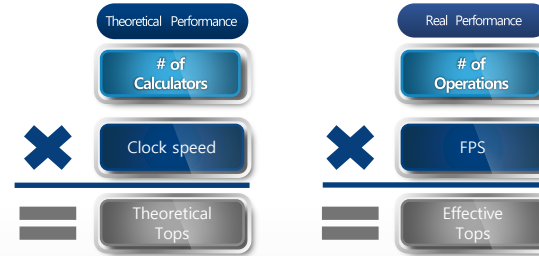 Theoretical Performance
# of
Calculators
Clock speed
Theoretical
Tops
Real Performance
# of
Operations
FPS
Effective
Tops